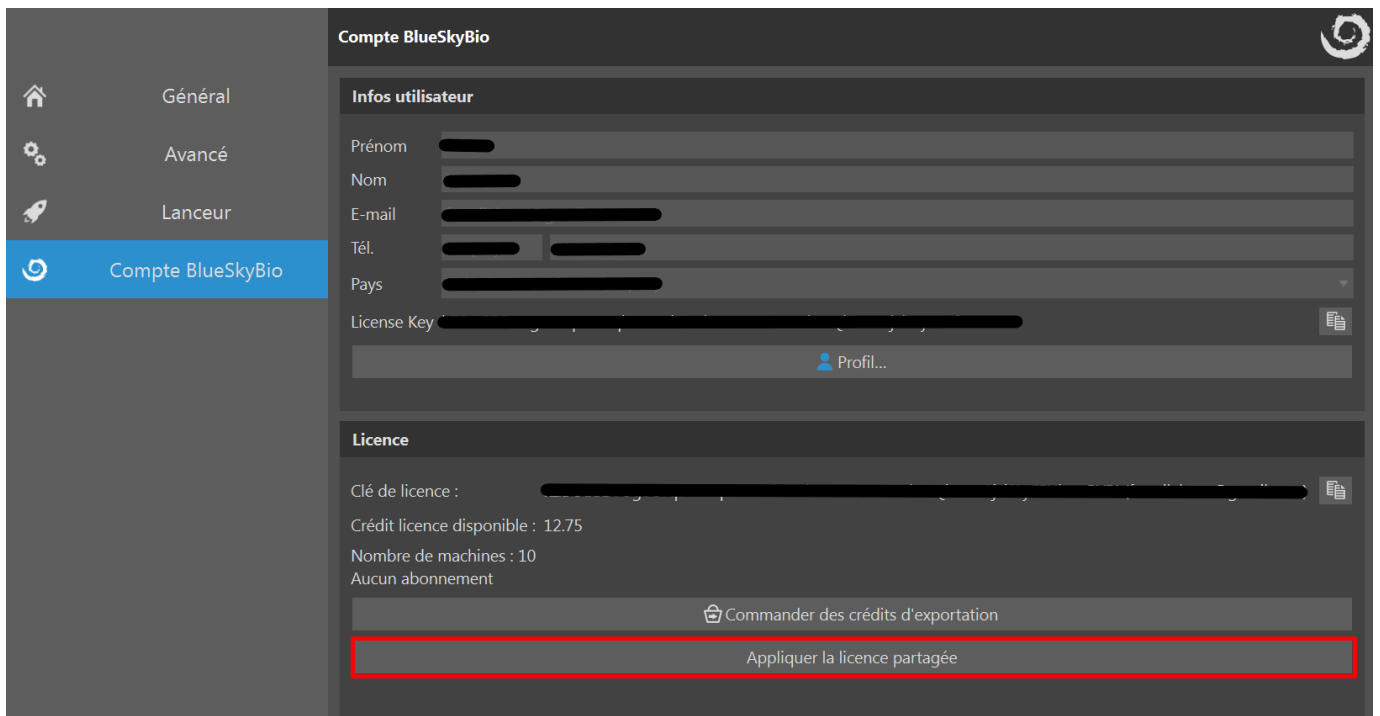 Compte BlueSkyBio
Général
Avancé
Lanceur
Compte BlueSkyBio
Infos utilisateur
Prénom
Nom
E-mail
Tél.
Pays
License Key
Profil...
Licence
Clé de licence :
Crédit licence disponible : 12.75
Nombre de machines : 10
Aucun abonnement
Commander des crédits d'exportation
Appliquer la licence partagée